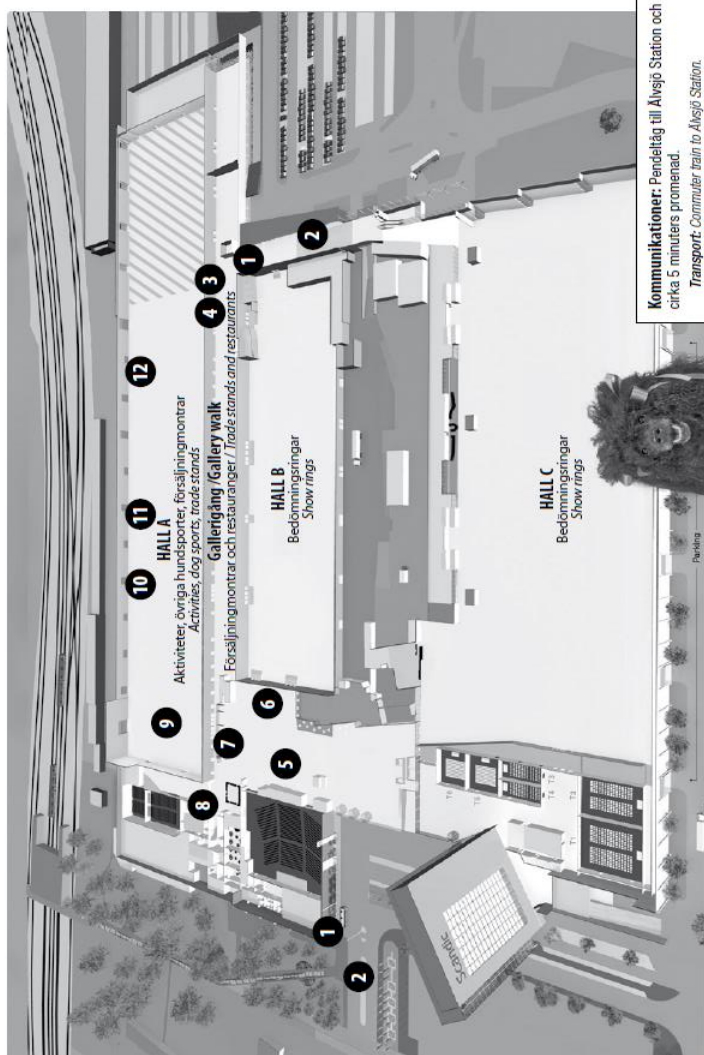 Kommunikationer: Pendeltåg till Älvsjö Station och
cirka 5 minuters promenad.
Transport: Commuter train to Älvsjö Station.
HALL A
Aktiviteter, övriga hundsporter, försäljningmontrar
Activities, dog sports, trade stands
Gallerigång /Gallery walk
Försäljningmontrar och restauranger / Trade stands and restaurants
HALL B
Bedömningsringar
Show rings
HALL C
Bedömningsringar
Show rings
1
2
3
4
5
6
7
8
9
10
11
12
1
2
Scandic
Parking